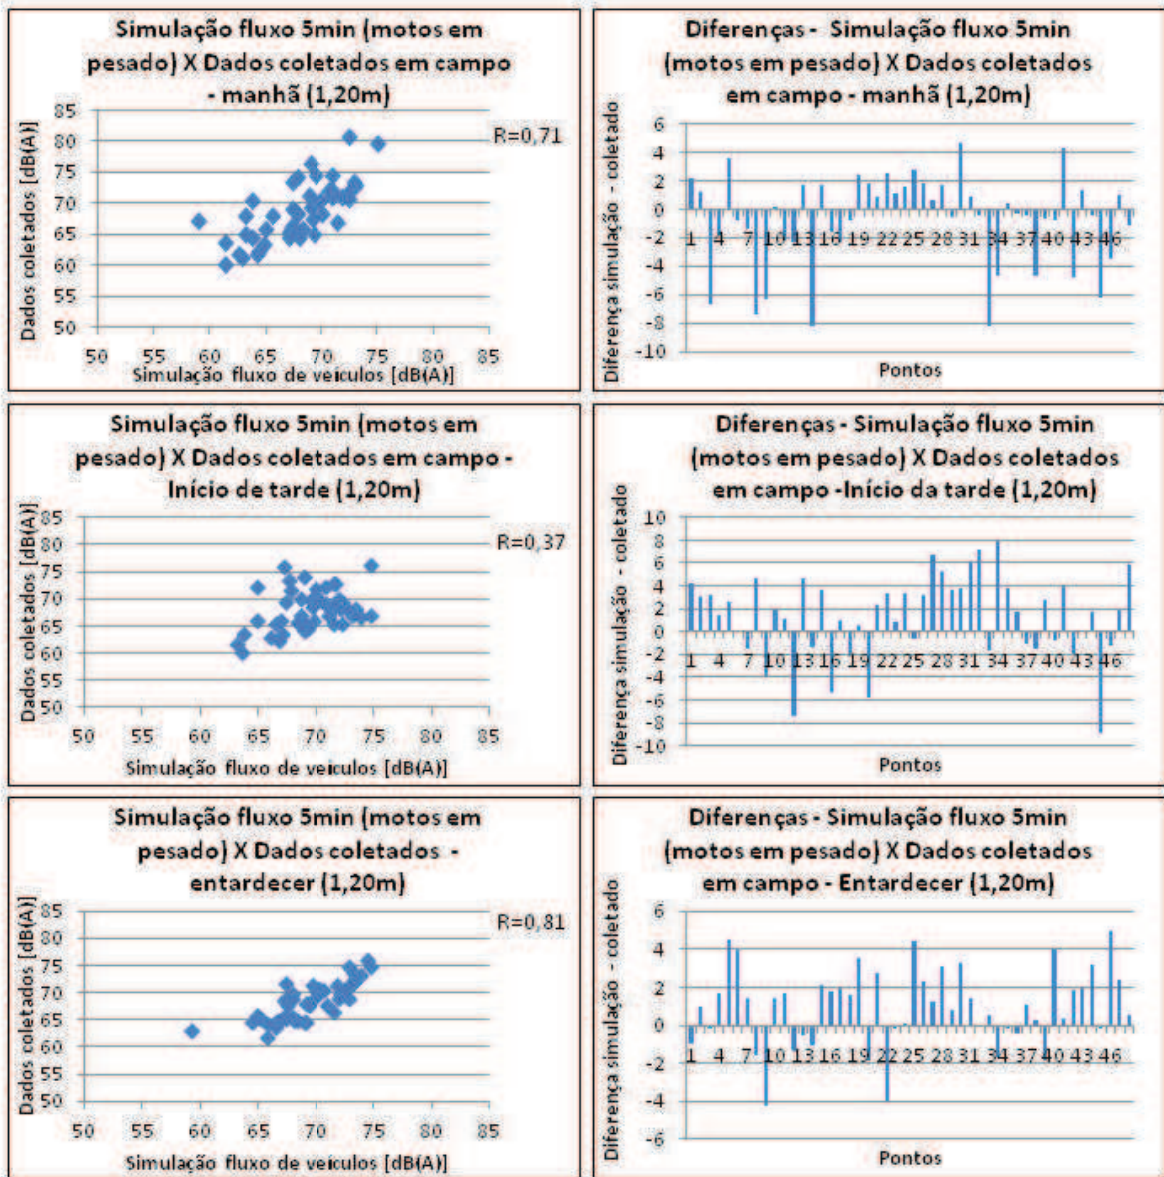 Simulação fluxo 5min (motos em
pesado) X Dados coletados em campo
- manhã (1,20m)
R=0,71
Dados coletados [dB(A)]
85
80
75
70
65
60
55
50
50 55 60 65 70 75 80 85
Simulação fluxo de veículos [dB(A)]
Diferenças - Simulação fluxo 5min
(motos em pesado) X Dados coletados
em campo - manhã (1,20m)
Diferença simulação - coletado
6
4
2
0
-2
-4
-6
-8
-10
1 4 7 10 13 16 19 22 25 28 31 34 37 40 43 46
Pontos
Simulação fluxo 5min (motos em
pesado) X Dados coletados em campo -
Início de tarde (1,20m)
R=0,37
Dados coletados [dB(A)]
85
80
75
70
65
60
55
50
50 55 60 65 70 75 80 85
Simulação fluxo de veículos [dB(A)]
Diferenças - Simulação fluxo 5min
(motos em pesado) X Dados coletados
em campo -Início da tarde (1,20m)
Diferença simulação - coletado
10
8
6
4
2
0
-2
-4
-6
-8
-10
1 4 7 10 13 16 19 22 25 28 31 34 37 40 43 46
Pontos
Simulação fluxo 5min (motos em
pesado) X Dados coletados -
entardecer (1,20m)
R=0,81
Dados coletados [dB(A)]
85
80
75
70
65
60
55
50
50 55 60 65 70 75 80 85
Simulação fluxo de veículos [dB(A)]
Diferenças - Simulação fluxo 5min
(motos em pesado) X Dados coletados
em campo - Entardecer (1,20m)
Diferença simulação - coletado
6
4
2
0
-2
-4
-6
1 4 7 10 13 16 19 22 25 28 31 34 37 40 43 46
Pontos